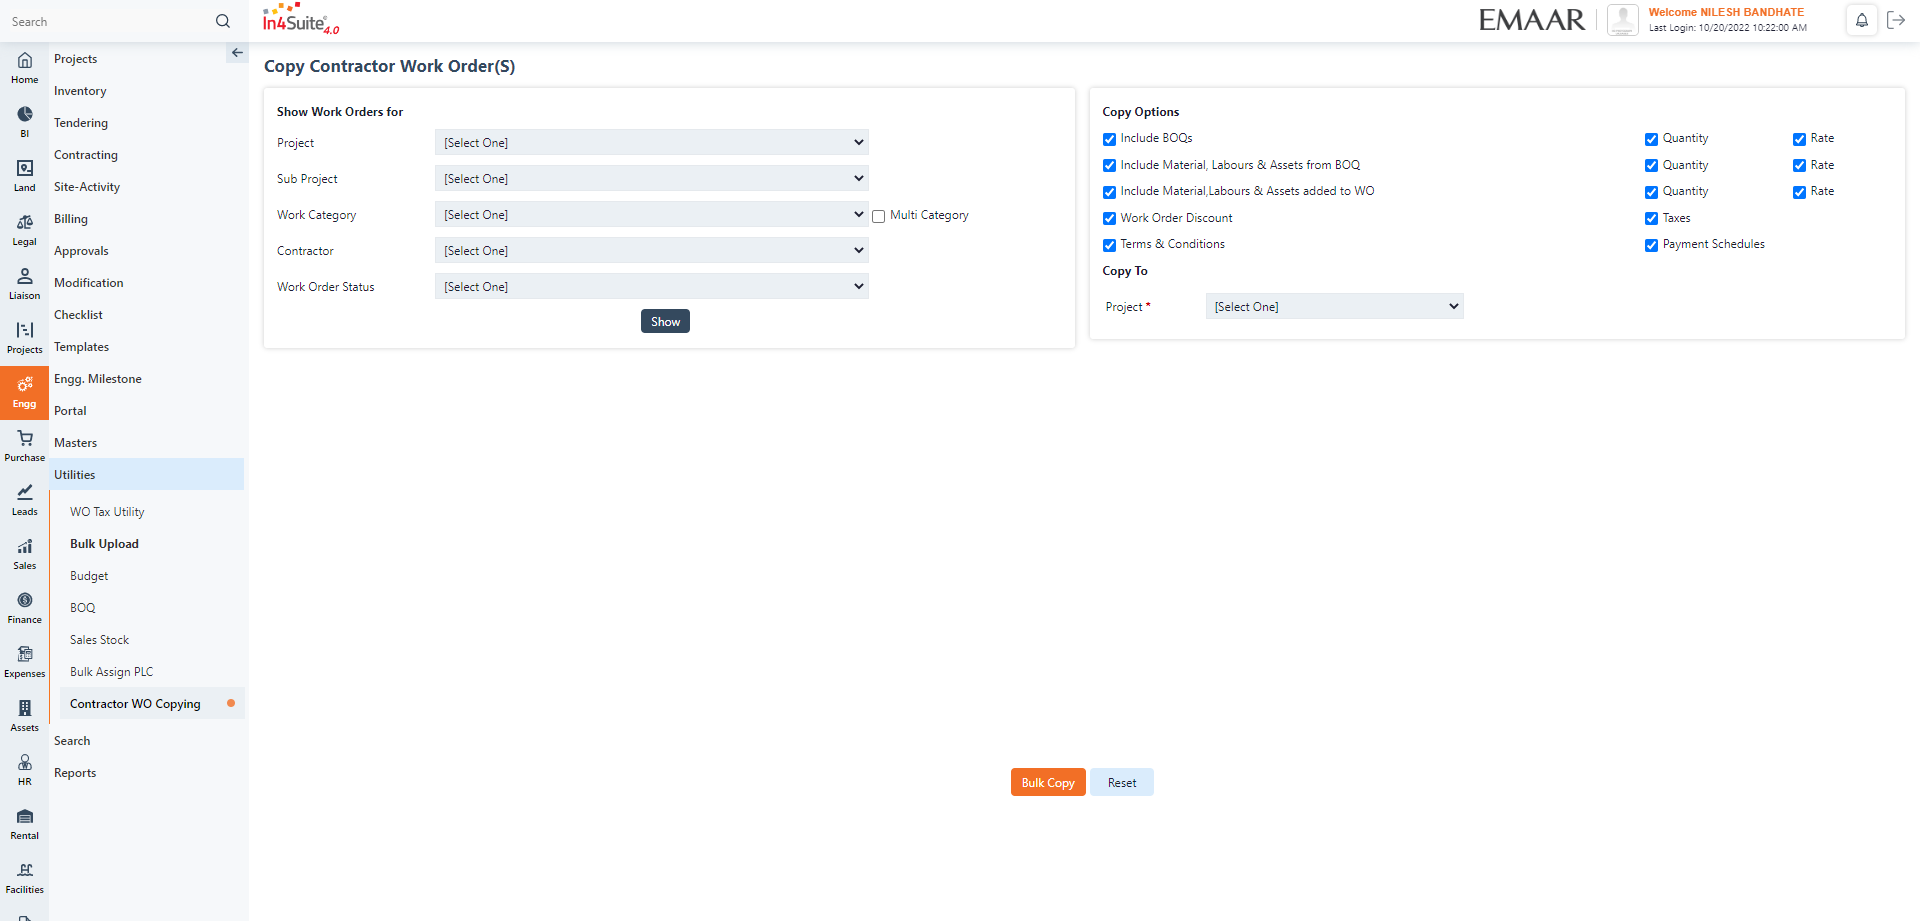 Search
In4Suite® 4.0
EMAAR
Welcome NILESH BANDHATE
Last Login: 10/20/2022 10:22:00 AM
Home
BI
Land
Legal
Liaison
Projects
Engg
Purchase
Leads
Sales
Finance
Expenses
Assets
HR
Rental
Facilities
Projects
Inventory
Tendering
Contracting
Site-Activity
Billing
Approvals
Modification
Checklist
Templates
Engg. Milestone
Portal
Masters
Utilities
WO Tax Utility
Bulk Upload
Budget
BOQ
Sales Stock
Bulk Assign PLC
Contractor WO Copying
Search
Reports
Copy Contractor Work Order(S)
Show Work Orders for
Project [Select One]
Sub Project [Select One]
Work Category [Select One] Multi Category
Contractor [Select One]
Work Order Status [Select One]
Show
Copy Options
Include BOQs Quantity Rate
Include Material, Labours & Assets from BOQ Quantity Rate
Include Material,Labours & Assets added to WO Quantity Rate
Work Order Discount Taxes
Terms & Conditions Payment Schedules
Copy To
Project * [Select One]
Bulk Copy Reset